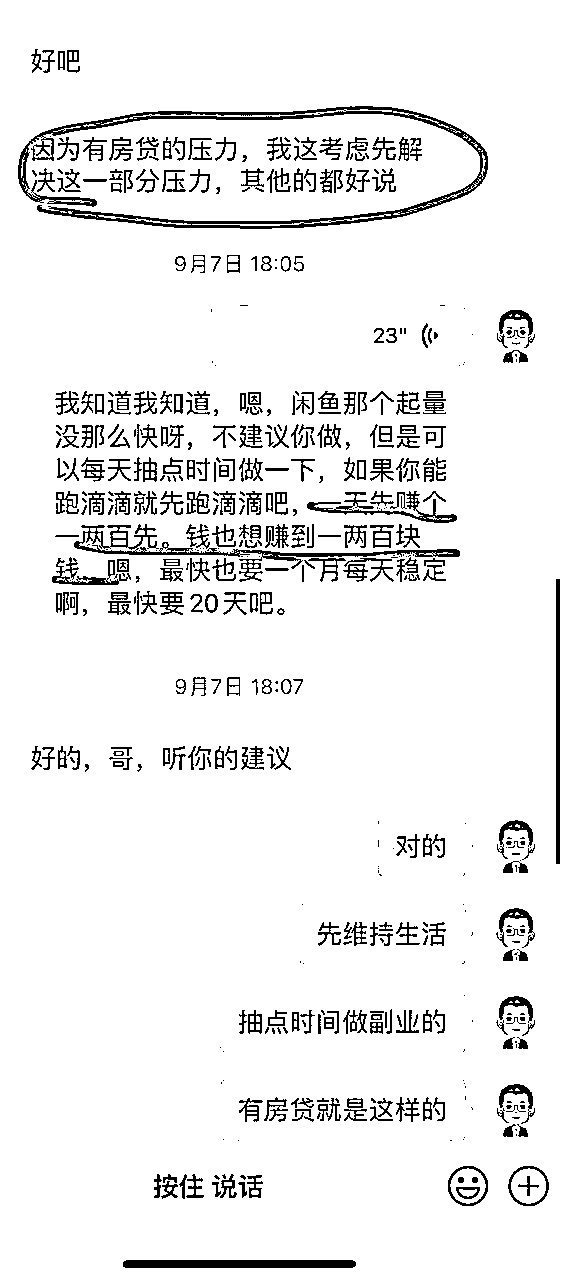 好吧
因为有房贷的压力，我这考虑先解
决这一部分压力，其他的都好说
9月7日 18:05
23"
我知道我知道，嗯，闲鱼那个起量
没那么快呀，不建议你做，但是可
以每天抽点时间做一下，如果你能
跑滴滴就先跑滴滴吧，一天先赚个
一两百先。钱也想赚到一两百块
钱，嗯，最快也要一个月每天稳定
啊，最快要20天吧。
9月7日 18:07
好的，哥，听你的建议
对的
先维持生活
抽点时间做副业的
有房贷就是这样的
按住 说话